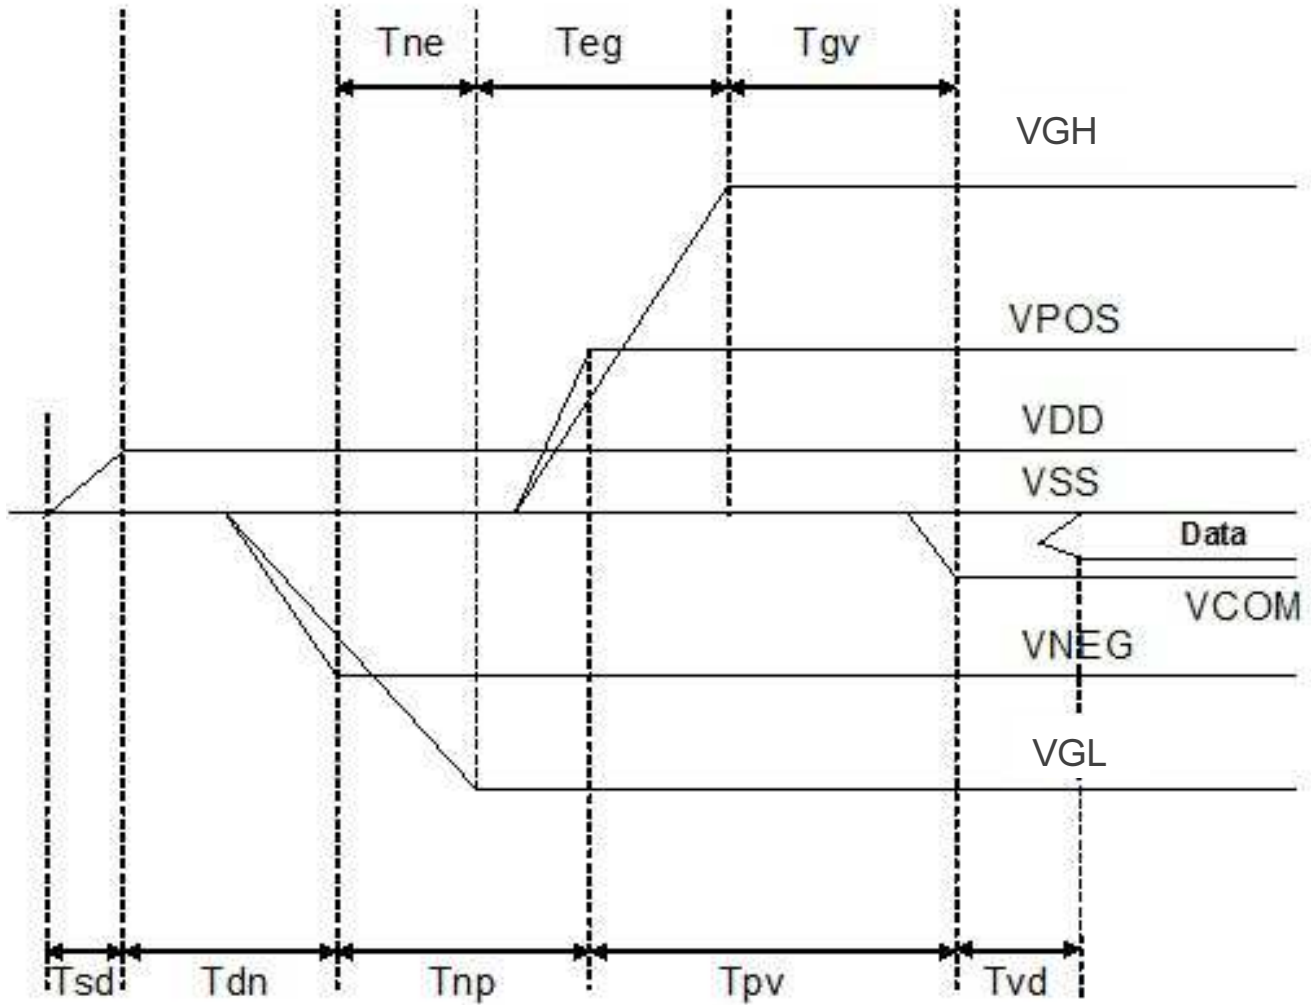 Tne Teg Tgv
VGH
VPOS
VDD
VSS
Data
VCOM
VNEG
VGL
Tsd Tdn Tnp Tpv Tvd